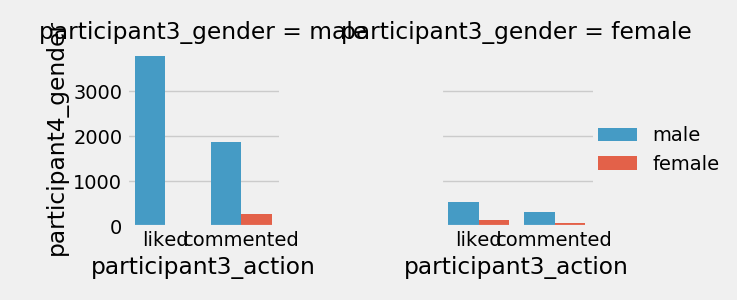 participant3_gender = male
participant3_gender = female
participant4_gender
3000
2000
1000
0
liked
commented
liked
commented
participant3_action
participant3_action
male
female